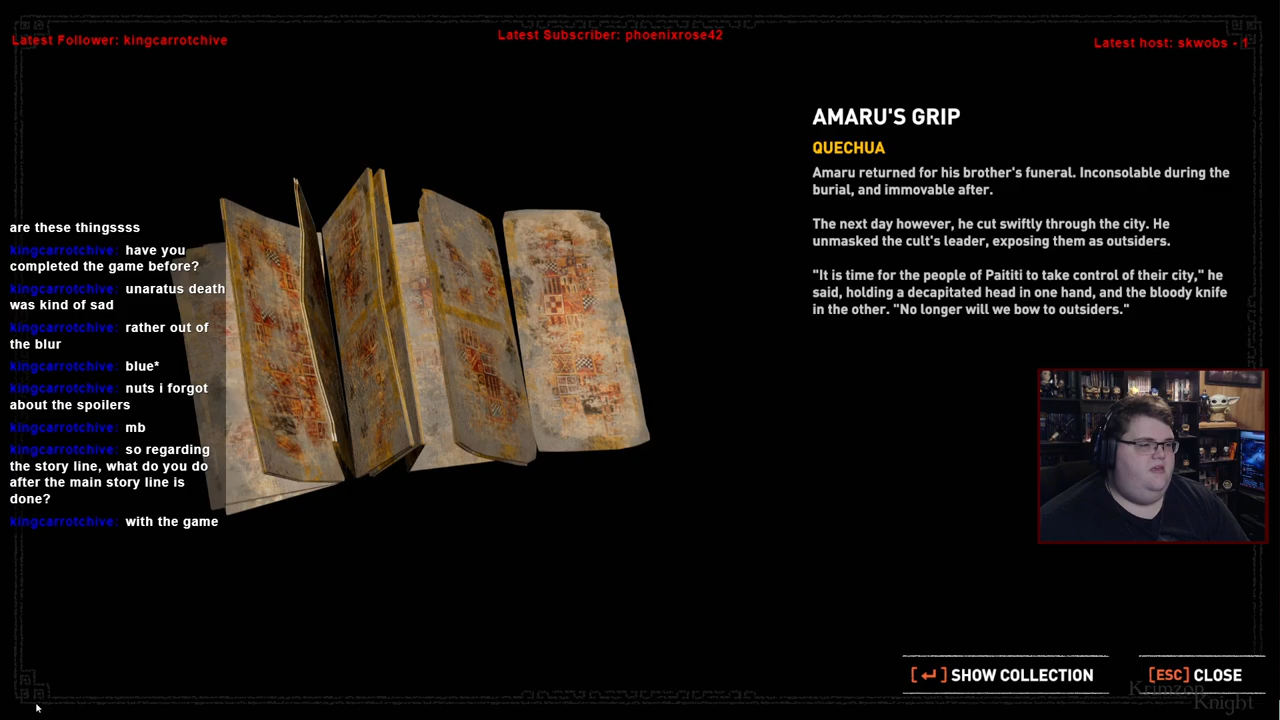 Latest Follower: kingcarrotchive
Latest Subscriber: phoenixrose42
Latest host: skwobs - 1
are these thingssss
kingcarrotchive: have you
completed the game before?
kingcarrotchive: unaratus death
was kind of sad
kingcarrotchive: rather out of
the blur
kingcarrotchive: blue*
kingcarrotchive: nuts i forgot
about the spoilers
kingcarrotchive: mb
kingcarrotchive: so regarding
the story line, what do you do
after the main story line is
done?
kingcarrotchive: with the game
AMARU'S GRIP
QUECHUA
Amaru returned for his brother's funeral. Inconsolable during the
burial, and immovable after.
The next day however, he cut swiftly through the city. He
unmasked the cult's leader, exposing them as outsiders.
"It is time for the people of Paititi to take control of their city," he
said, holding a decapitated head in one hand, and the bloody knife
in the other. "No longer will we bow to outsiders."
[↵] SHOW COLLECTION
[ESC] CLOSE
Krimzon
Knight